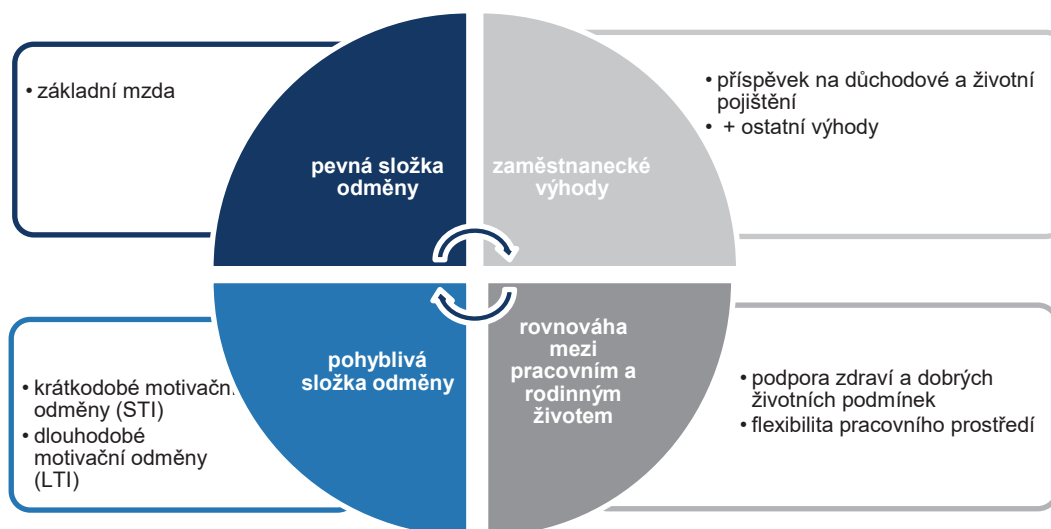 • základní mzda
pevná složka
odměny
zaměstnanecké
výhody
• příspěvek na důchodové a životní
pojištění
• + ostatní výhody
• krátkodobé motivační
odměny (STI)
• dlouhodobé
motivační odměny
(LTI)
pohyblivá
složka odměny
rovnováha
mezi
pracovním a
rodinným
životem
• podpora zdraví a dobrých
životních podmínek
• flexibilita pracovního prostředí